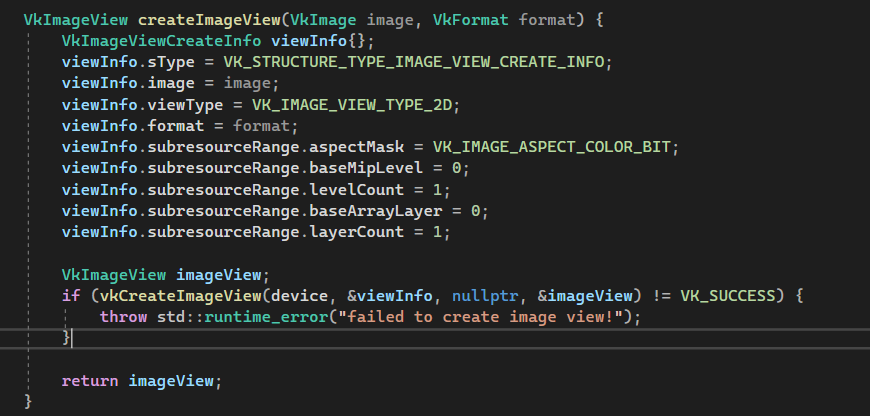 VkImageView createImageView(VkImage image, VkFormat format) {
    VkImageViewCreateInfo viewInfo{};
    viewInfo.sType = VK_STRUCTURE_TYPE_IMAGE_VIEW_CREATE_INFO;
    viewInfo.image = image;
    viewInfo.viewType = VK_IMAGE_VIEW_TYPE_2D;
    viewInfo.format = format;
    viewInfo.subresourceRange.aspectMask = VK_IMAGE_ASPECT_COLOR_BIT;
    viewInfo.subresourceRange.baseMipLevel = 0;
    viewInfo.subresourceRange.levelCount = 1;
    viewInfo.subresourceRange.baseArrayLayer = 0;
    viewInfo.subresourceRange.layerCount = 1;

    VkImageView imageView;
    if (vkCreateImageView(device, &viewInfo, nullptr, &imageView) != VK_SUCCESS) {
        throw std::runtime_error("failed to create image view!");
    }

    return imageView;
}